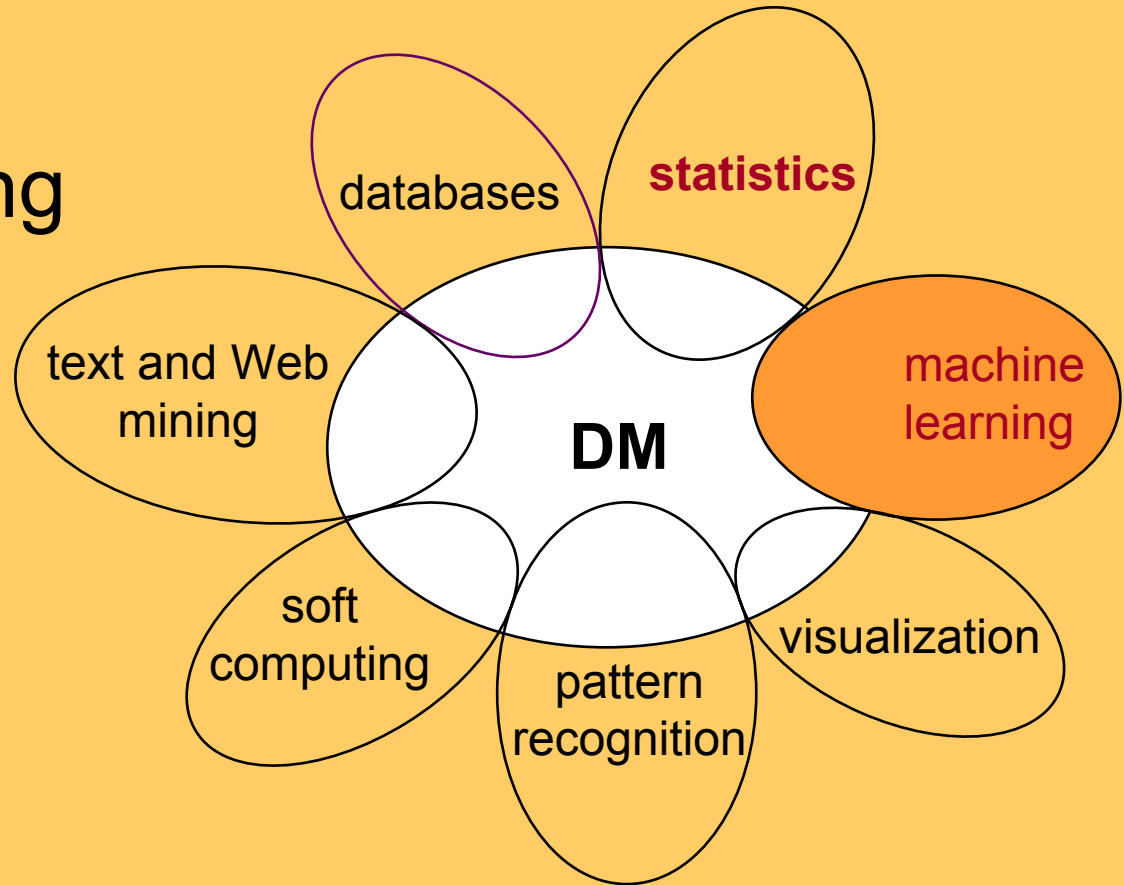 ng
databases
statistics
text and Web
mining
machine
learning
DM
soft
computing
pattern
recognition
visualization